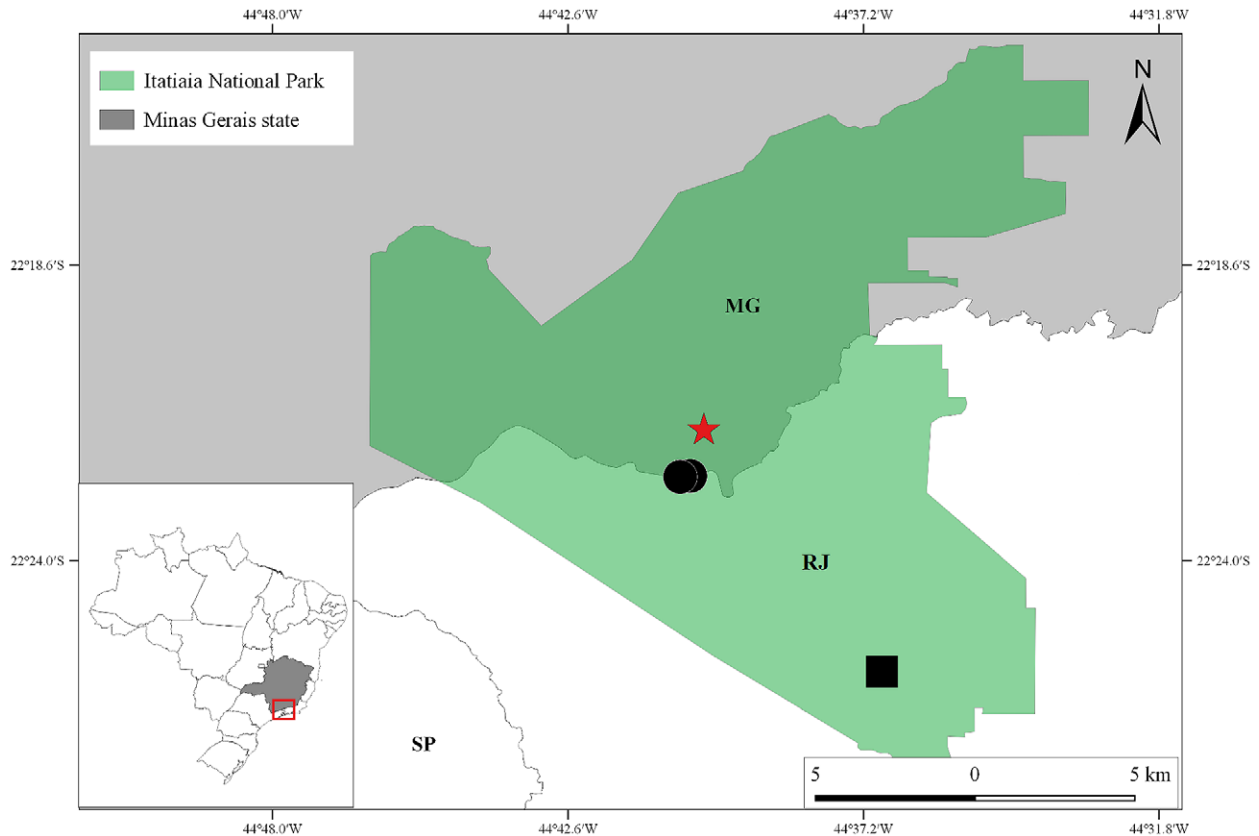 44°48.0'W 44°42.6'W 44°37.2'W 44°31.8'W
Itatiaia National Park
Minas Gerais state
N
22°18.6'S 22°18.6'S
MG
22°24.0'S 22°24.0'S
RJ
SP
5 0 5 km
44°48.0'W 44°42.6'W 44°37.2'W 44°31.8'W